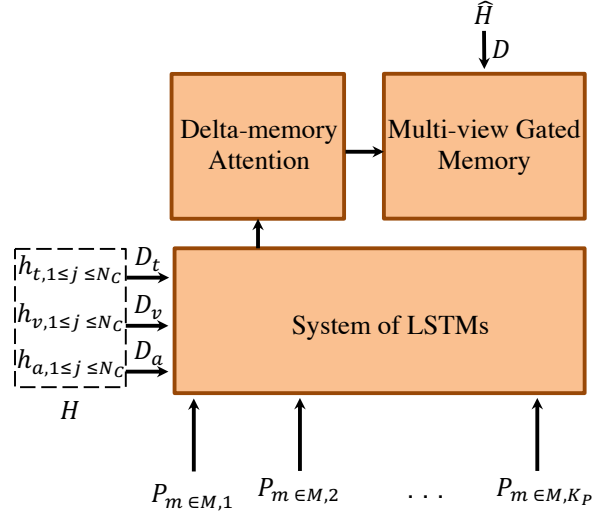 Ĥ
D
Delta-memory
Attention
Multi-view Gated
Memory
h_{t,1≤j≤N_C} D_t
h_{v,1≤j≤N_C} D_v
h_{a,1≤j≤N_C} D_a
System of LSTMs
H
P_{m∈M,1} P_{m∈M,2} . . . P_{m∈M,K_P}